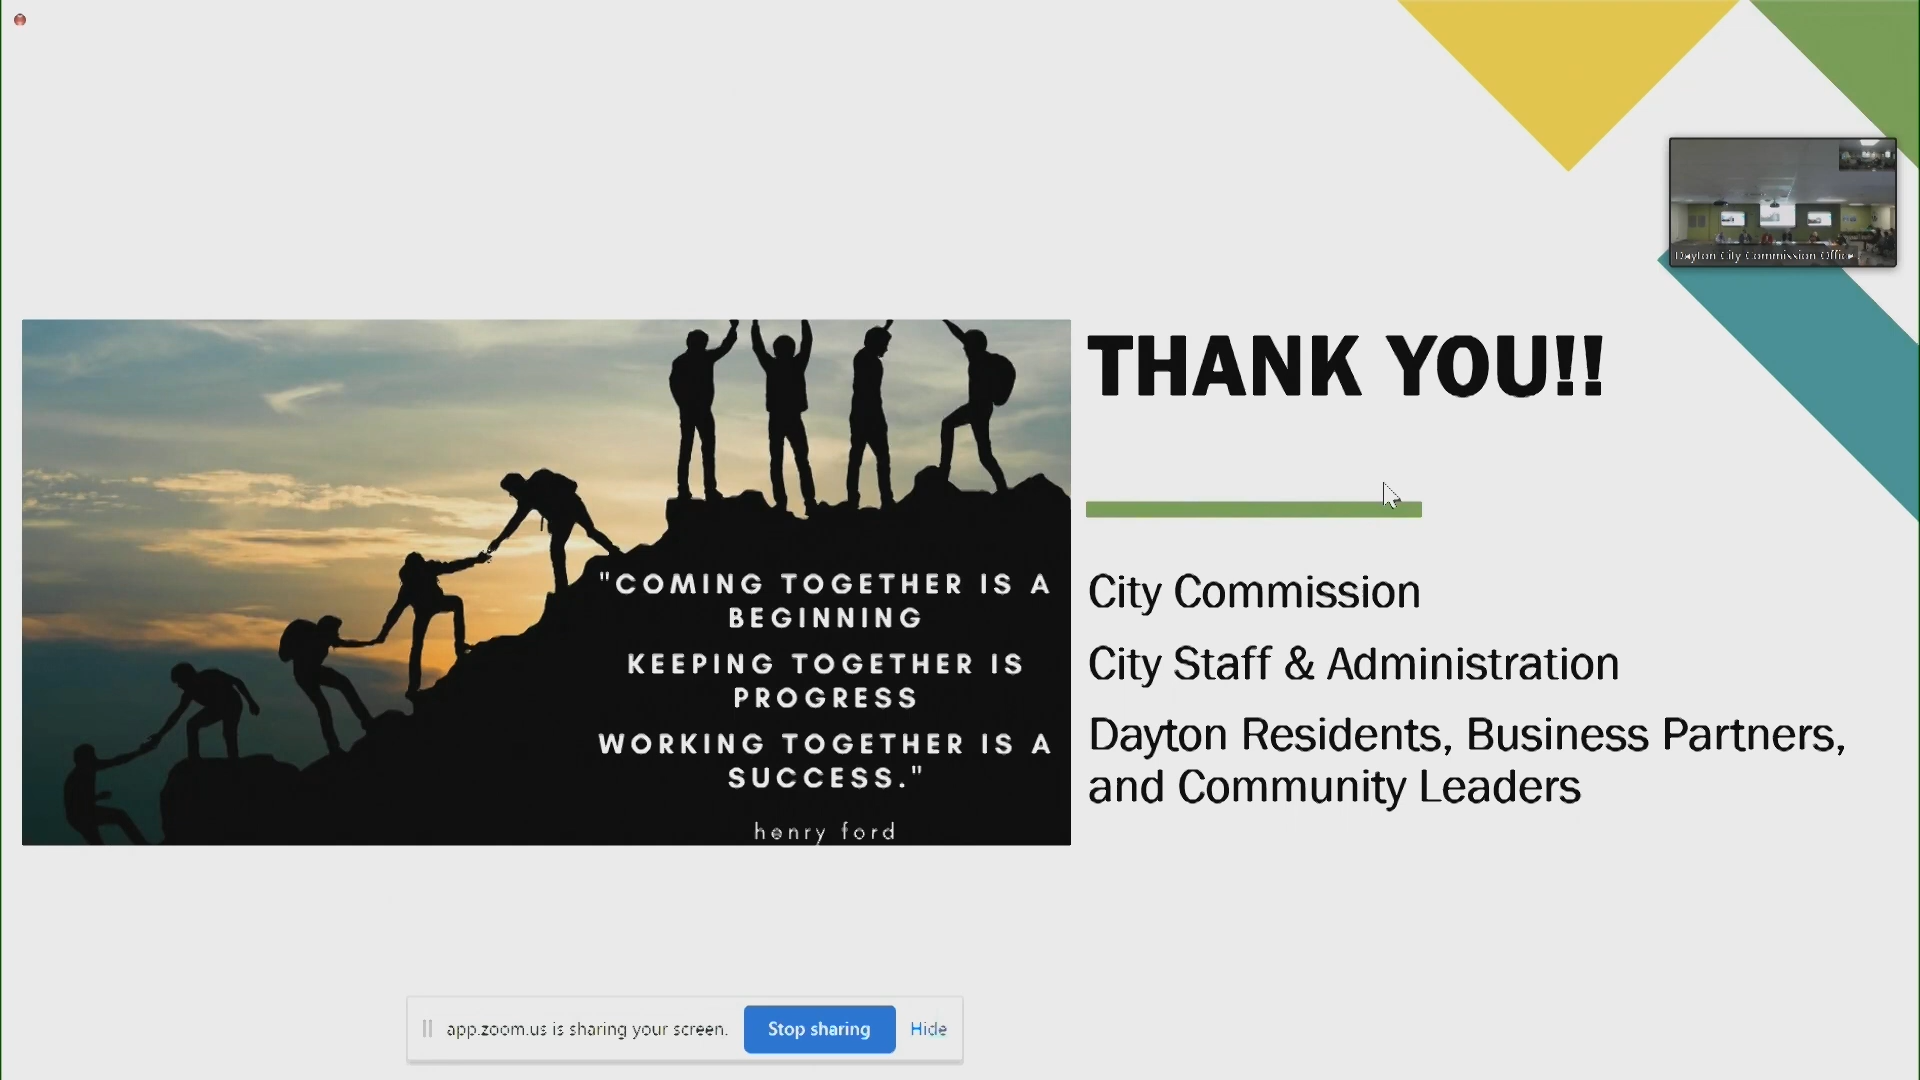 Dayton City Commission Office
THANK YOU!!
"COMING TOGETHER IS A
BEGINNING
KEEPING TOGETHER IS
PROGRESS
WORKING TOGETHER IS A
SUCCESS."
henry ford
City Commission
City Staff & Administration
Dayton Residents, Business Partners,
and Community Leaders
app.zoom.us is sharing your screen.
Stop sharing
Hide